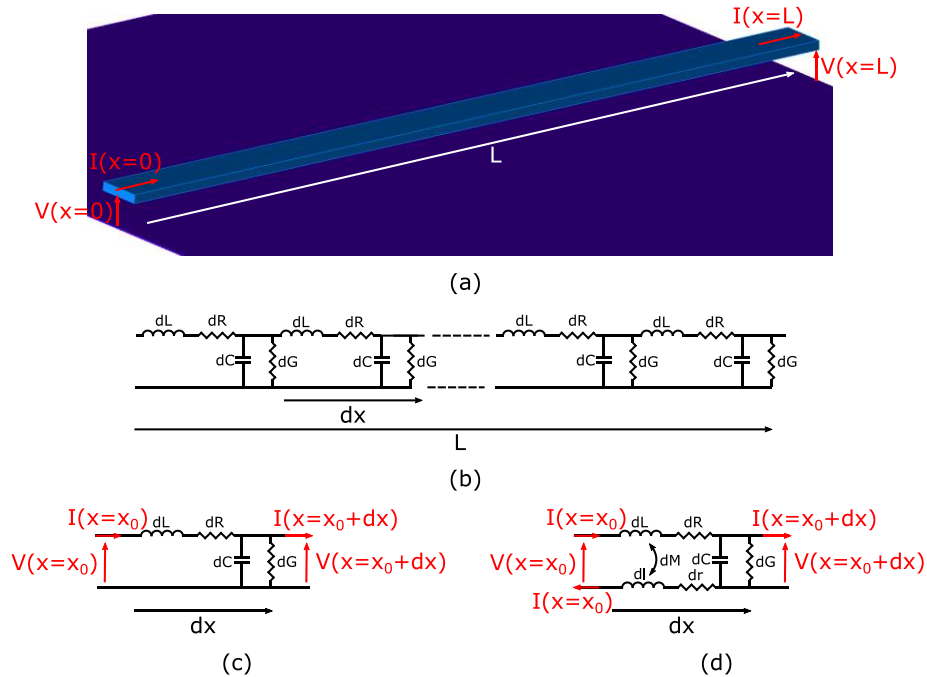 I(x=L)
V(x=L)
L
I(x=0)
V(x=0)
(a)
dL dR dL dR dL dR dL dR
dC dG dC dG dC dG dC dG
dx
L
(b)
I(x=x₀) dL dR I(x=x₀+dx)
V(x=x₀) dC dG V(x=x₀+dx)
dx
(c)
I(x=x₀) dL dR I(x=x₀+dx)
V(x=x₀) dM dC dG V(x=x₀+dx)
dl dr
I(x=x₀)
dx
(d)